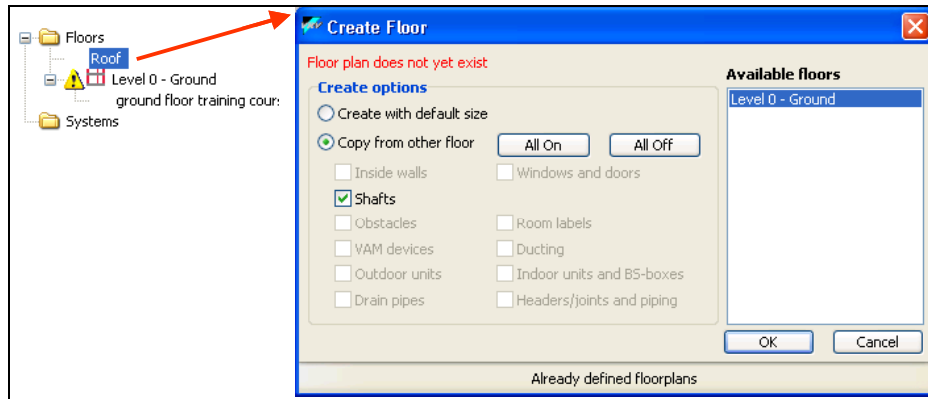 Floors
Roof
Level 0 - Ground
ground floor training cour
Systems
Create Floor
Floor plan does not yet exist
Create options
Create with default size
Copy from other floor All On All Off
Inside walls Windows and doors
Shafts
Obstacles Room labels
VAM devices Ducting
Outdoor units Indoor units and BS-boxes
Drain pipes Headers/joints and piping
Available floors
Level 0 - Ground
OK Cancel
Already defined floorplans